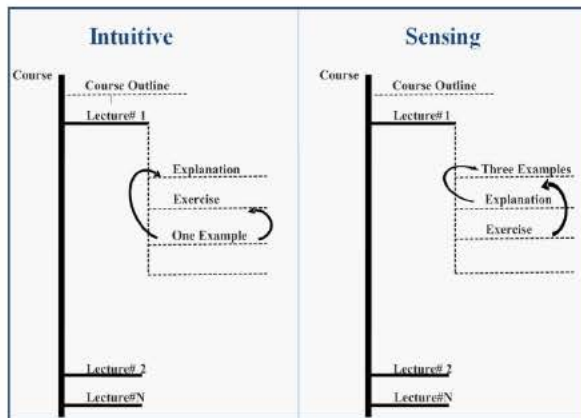 Intuitive
Course
Course Outline
Lecture# 1
Explanation
Exercise
One Example
Lecture# 2
Lecture#N
Sensing
Course
Course Outline
Lecture# 1
Three Examples
Explanation
Exercise
Lecture# 2
Lecture#N